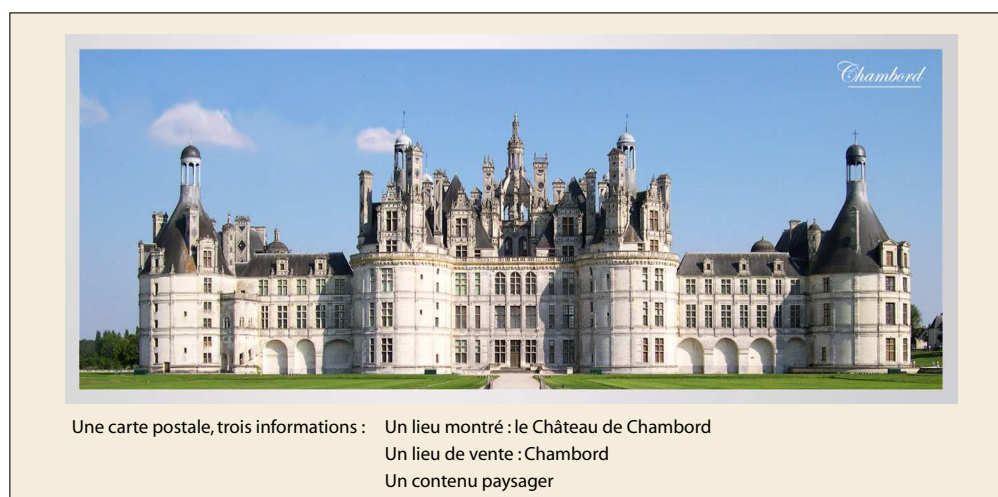 Chambord
Une carte postale, trois informations : Un lieu montré : le Château de Chambord
Un lieu de vente : Chambord
Un contenu paysager